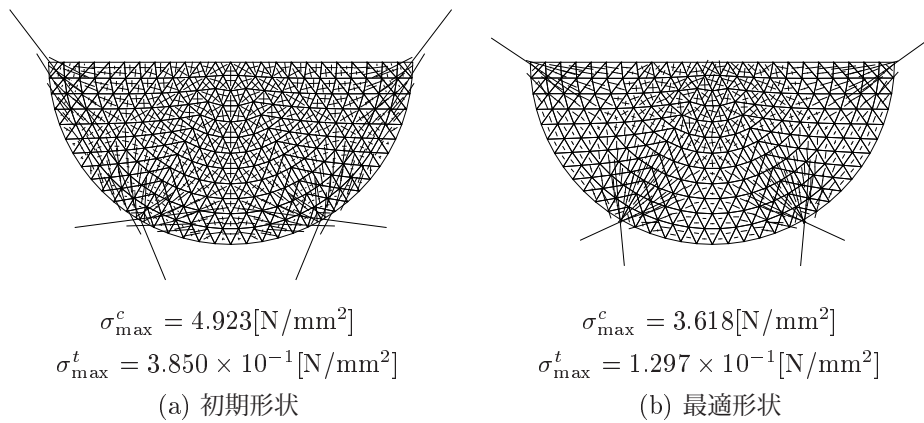 σ^c_max = 4.923[N/mm²]
σ^t_max = 3.850 × 10⁻¹[N/mm²]
(a) 初期形状
σ^c_max = 3.618[N/mm²]
σ^t_max = 1.297 × 10⁻¹[N/mm²]
(b) 最適形状